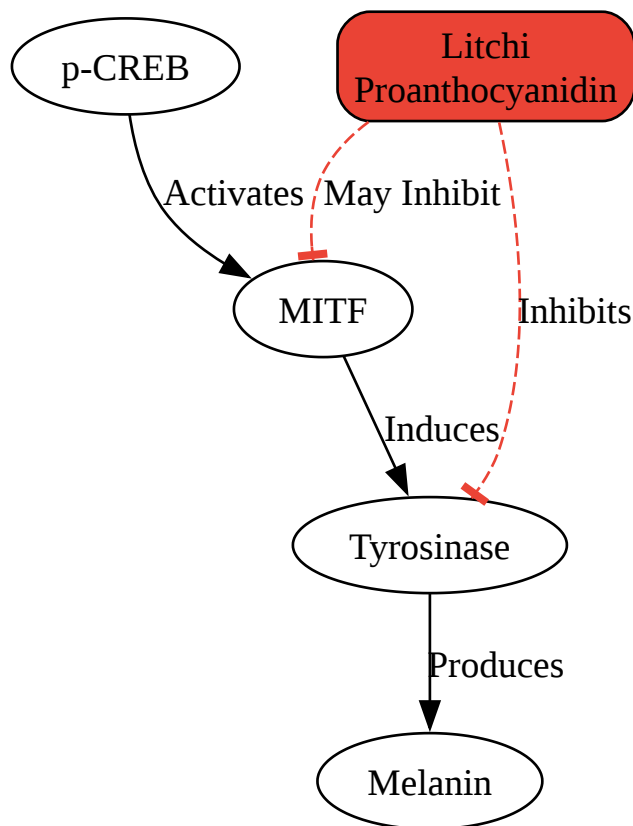 p-CREB
Litchi
Proanthocyanidin
Activates
May Inhibit
MITF
Inhibits
Induces
Tyrosinase
Produces
Melanin